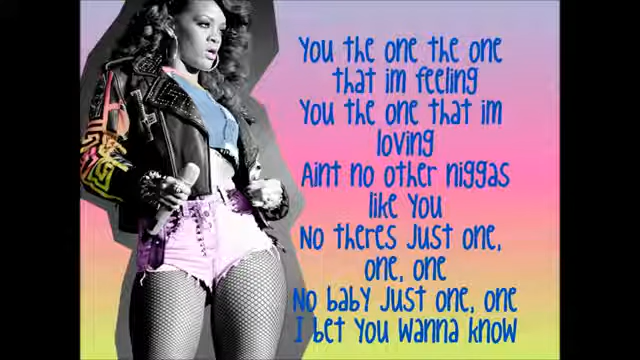 You the one the one
that im feeling
You the one that im
loving
Aint no other niggas
like You
No theres Just one,
one, one
No baby Just one, one
I bet You wanna know